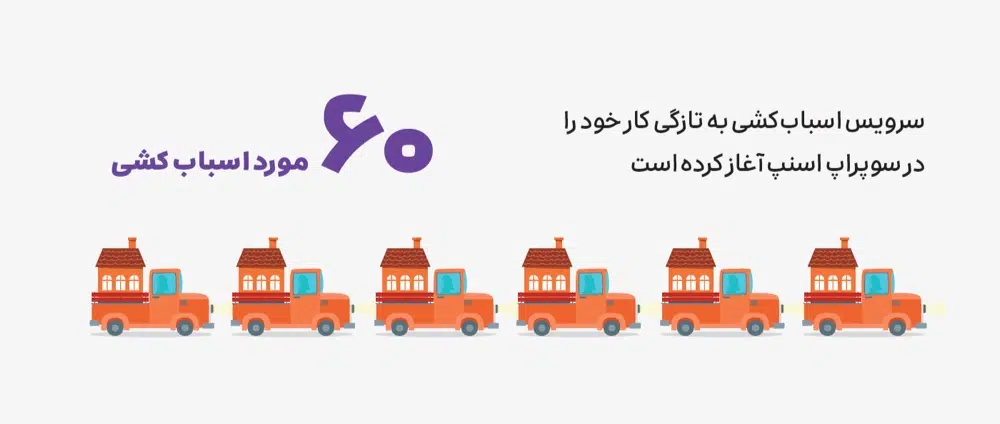 سرویس اسباب‌کشی به تازگی کار خود را
در سوپراپ اسنپ آغاز کرده است
۶۰ مورد اسباب کشی